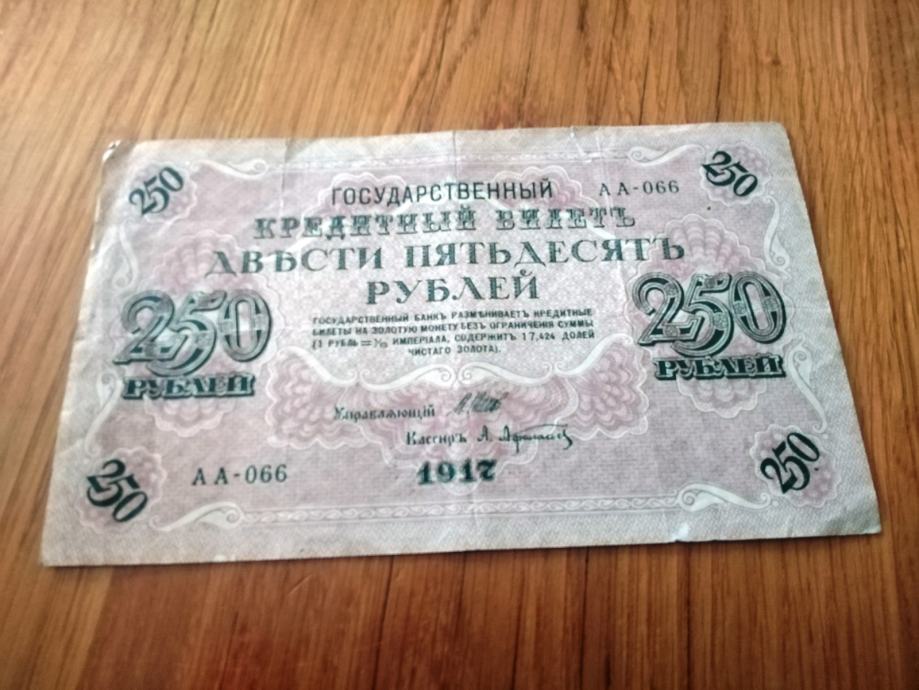 250
250
ГОСУДАРСТВЕННЫЙ АА-066
КРЕДИТНЫЙ БИЛЕТЪ
ДВѢСТИ ПЯТЬДЕСЯТЪ
РУБЛЕЙ
250
РУБЛЕЙ
250
РУБЛЕЙ
ГОСУДАРСТВЕННЫЙ БАНКЪ РАЗМѢНИВАЕТЪ КРЕДИТНЫЕ
БИЛЕТЫ НА ЗОЛОТУЮ МОНЕТУ БЕЗЪ ОГРАНИЧЕНІЯ СУММЫ
(1 РУБЛЬ = 1/15 ИМПЕРІАЛА, СОДЕРЖИТЪ 17,424 ДОЛЕЙ
ЧИСТАГО ЗОЛОТА).
Управляющій
Кассиръ А.
АА-066
1917
250
250